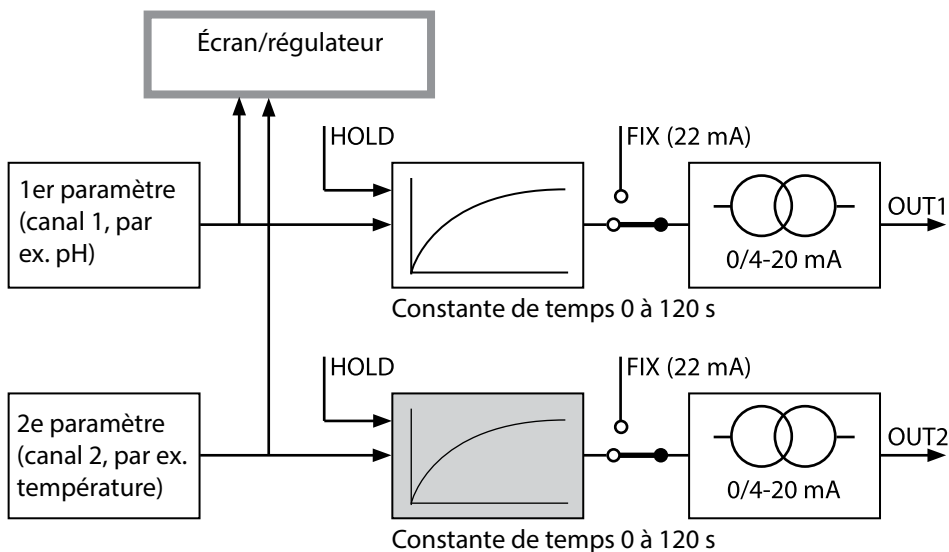 Écran/régulateur
HOLD
FIX (22 mA)
1er paramètre
(canal 1, par
ex. pH)
OUT1
0/4-20 mA
Constante de temps 0 à 120 s
HOLD
FIX (22 mA)
2e paramètre
(canal 2, par ex.
température)
OUT2
0/4-20 mA
Constante de temps 0 à 120 s